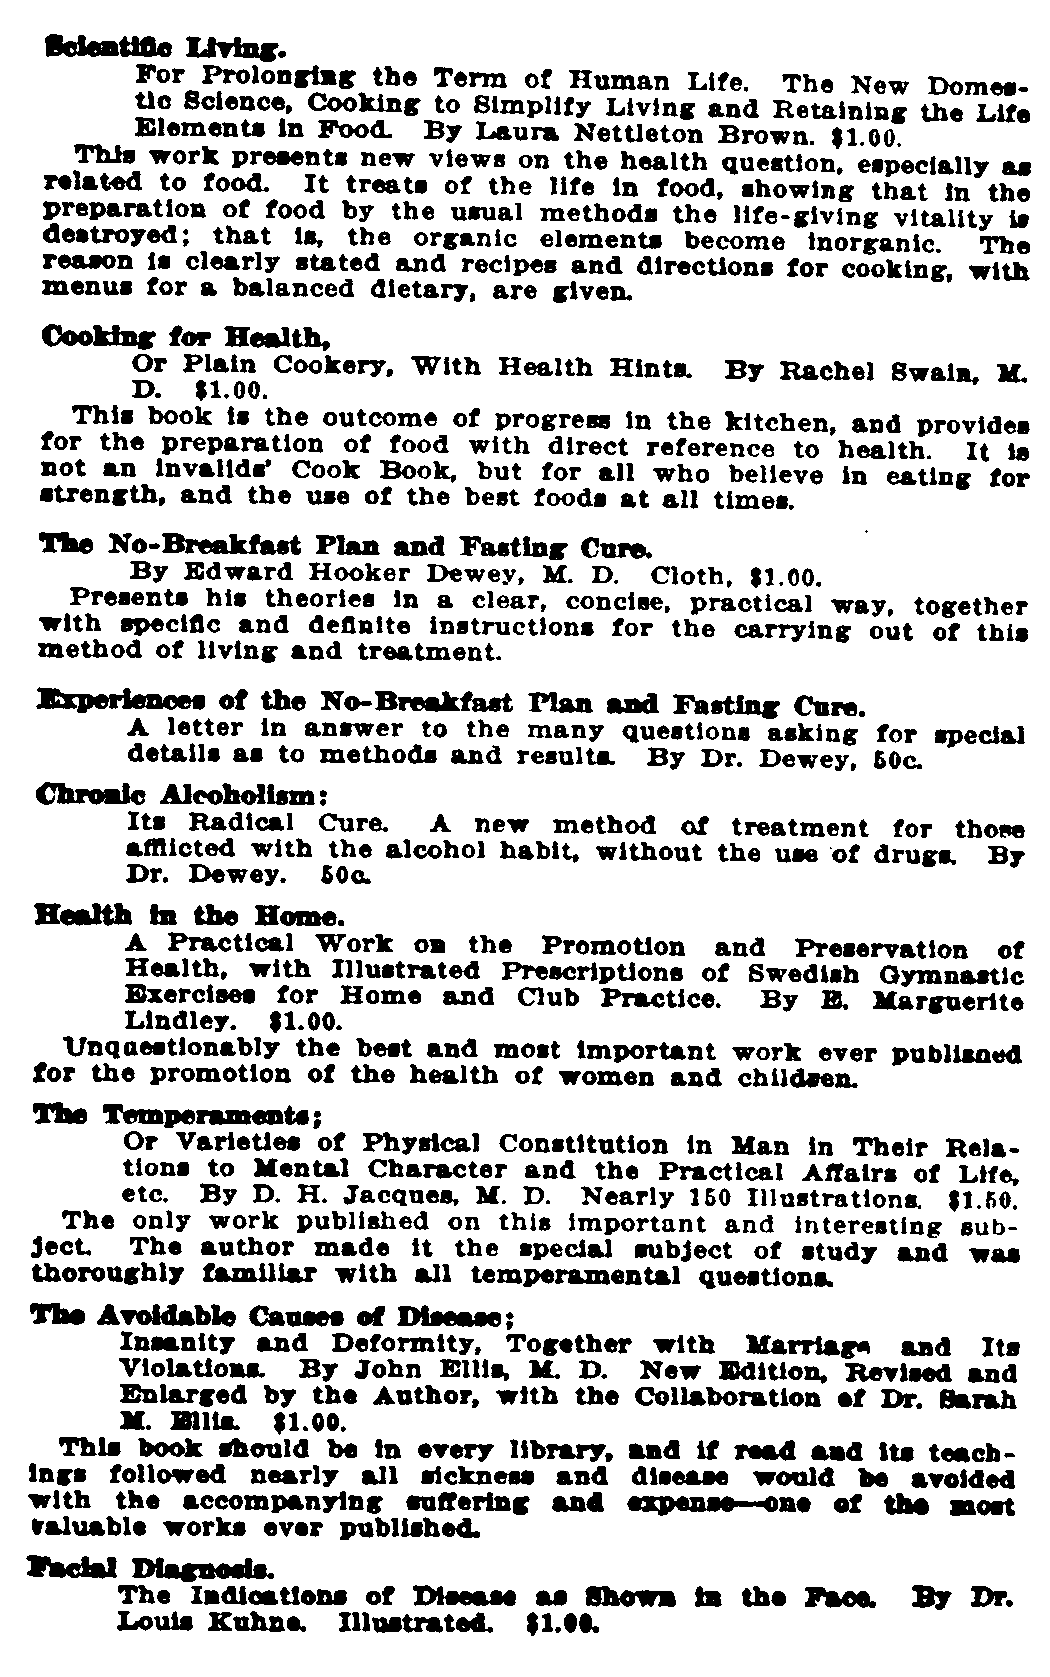 Scientific Living.
For Prolonging the Term of Human Life. The New Domes-
tic Science, Cooking to Simplify Living and Retaining the Life
Elements in Food. By Laura Nettleton Brown. $1.00.
This work presents new views on the health question, especially as
related to food. It treats of the life in food, showing that in the
preparation of food by the usual methods the life-giving vitality is
destroyed; that is, the organic elements become inorganic. The
reason is clearly stated and recipes and directions for cooking, with
menus for a balanced dietary, are given.
Cooking for Health,
Or Plain Cookery, With Health Hints. By Rachel Swain, M.
D. $1.00.
This book is the outcome of progress in the kitchen, and provides
for the preparation of food with direct reference to health. It is
not an invalids' Cook Book, but for all who believe in eating for
strength, and the use of the best foods at all times.
The No-Breakfast Plan and Fasting Cure.
By Edward Hooker Dewey, M. D. Cloth, $1.00.
Presents his theories in a clear, concise, practical way, together
with specific and definite instructions for the carrying out of this
method of living and treatment.
Experiences of the No-Breakfast Plan and Fasting Cure.
A letter in answer to the many questions asking for special
details as to methods and results. By Dr. Dewey, 50c.
Chronic Alcoholism:
Its Radical Cure. A new method of treatment for those
afflicted with the alcohol habit, without the use of drugs. By
Dr. Dewey. 50c.
Health in the Home.
A Practical Work on the Promotion and Preservation of
Health, with Illustrated Prescriptions of Swedish Gymnastic
Exercises for Home and Club Practice. By E. Marguerite
Lindley. $1.00.
Unquestionably the best and most important work ever published
for the promotion of the health of women and children.
The Temperaments;
Or Varieties of Physical Constitution in Man in Their Rela-
tions to Mental Character and the Practical Affairs of Life,
etc. By D. H. Jacques, M. D. Nearly 150 Illustrations. $1.50.
The only work published on this important and interesting sub-
ject. The author made it the special subject of study and was
thoroughly familiar with all temperamental questions.
The Avoidable Causes of Disease;
Insanity and Deformity, Together with Marriage and Its
Violations. By John Ellis, M. D. New Edition, Revised and
Enlarged by the Author, with the Collaboration of Dr. Sarah
M. Ellis. $1.00.
This book should be in every library, and if read and its teach-
ings followed nearly all sickness and disease would be avoided
with the accompanying suffering and expense—one of the most
valuable works ever published.
Facial Diagnosis.
The Indications of Disease as Shown in the Face. By Dr.
Louis Kuhne. Illustrated. $1.00.